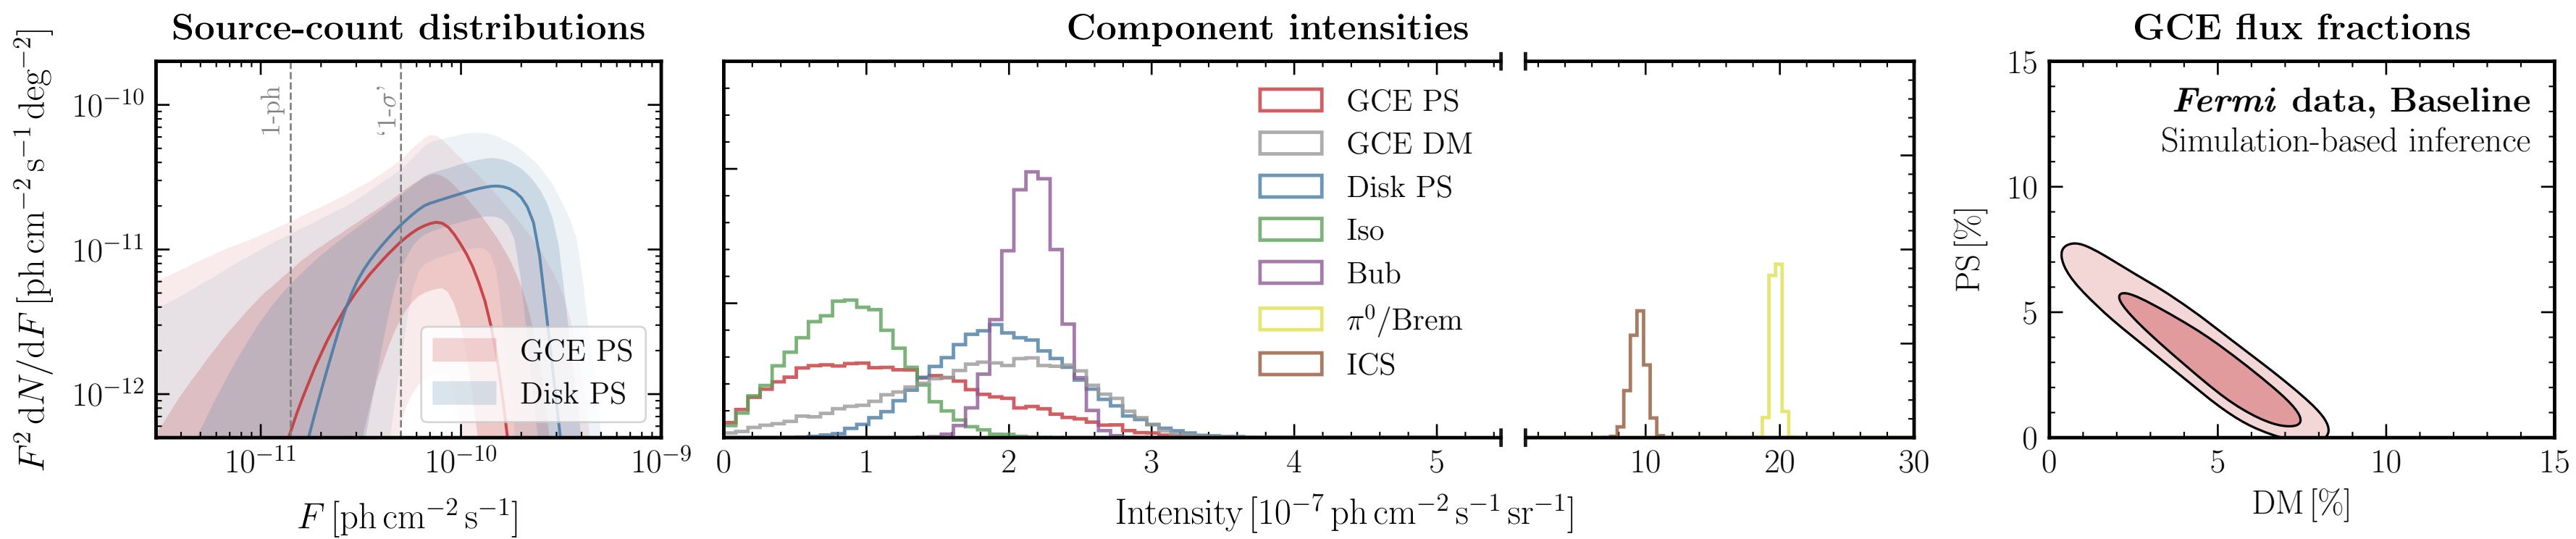 Source-count distributions
F² dN/dF [ph cm⁻² s⁻¹ deg⁻²]
10⁻¹⁰
10⁻¹¹
10⁻¹²
1-ph
‘1-σ’
GCE PS
Disk PS
10⁻¹¹ 10⁻¹⁰ 10⁻⁹
F [ph cm⁻² s⁻¹]
Component intensities
GCE PS
GCE DM
Disk PS
Iso
Bub
π⁰/Brem
ICS
0 1 2 3 4 5 10 20 30
Intensity [10⁻⁷ ph cm⁻² s⁻¹ sr⁻¹]
GCE flux fractions
Fermi data, Baseline
Simulation-based inference
PS [%]
15
10
5
0
0 5 10 15
DM [%]